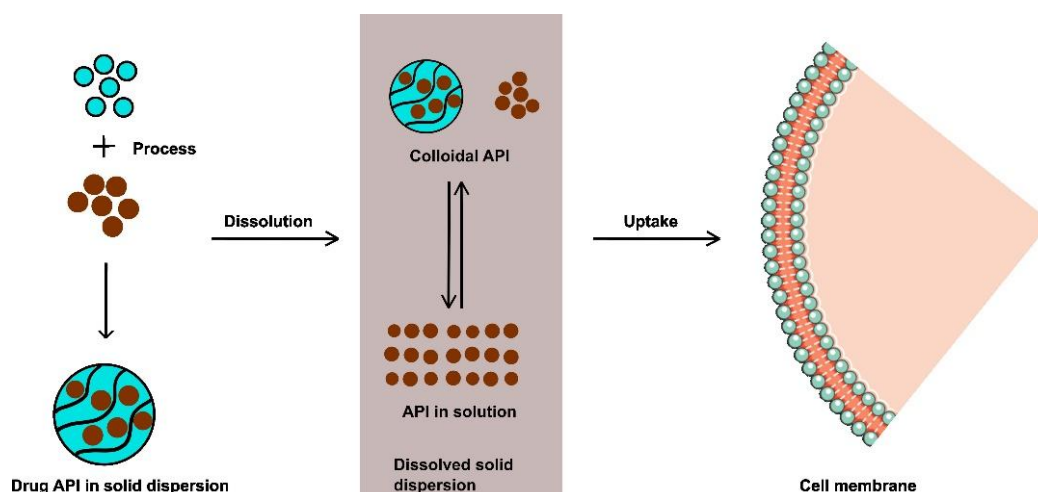 + Process
Drug API in solid dispersion
Dissolution
Colloidal API
API in solution
Dissolved solid
dispersion
Uptake
Cell membrane